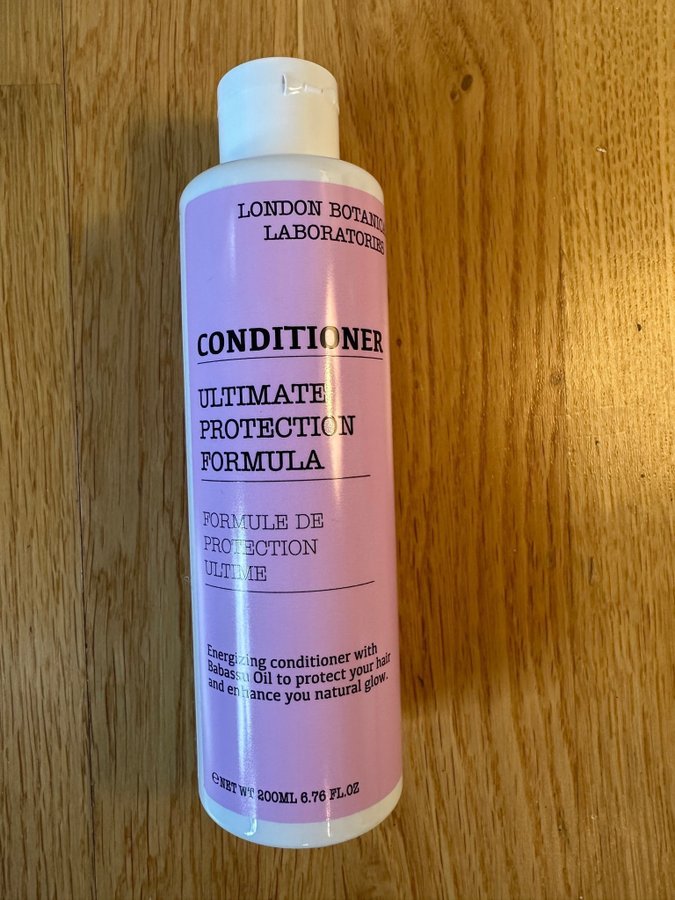 LONDON BOTANICA
LABORATORIES
CONDITIONER
ULTIMATE
PROTECTION
FORMULA
FORMULE DE
PROTECTION
ULTIME
Energizing conditioner with
Babassu Oil to protect your hair
and enhance you natural glow.
℮NET WT 200ML 6.76 FL.OZ